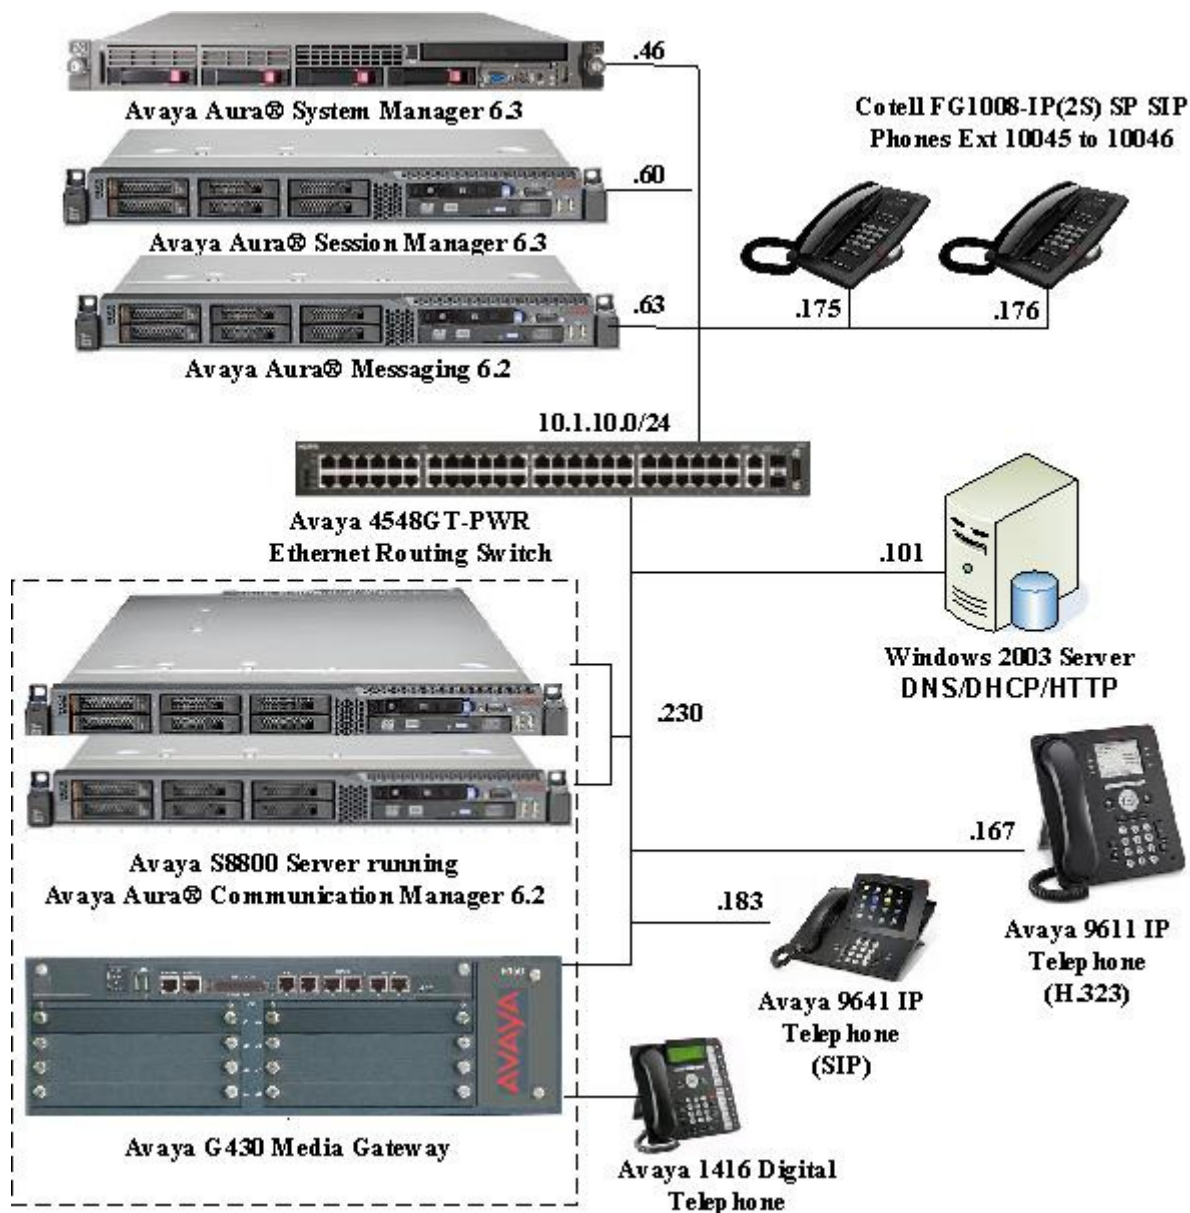 .46
Avaya Aura® System Manager 6.3
Cotell FG1008-IP(2S) SP SIP
Phones Ext 10045 to 10046
.60
Avaya Aura® Session Manager 6.3
.63
.175
.176
Avaya Aura® Messaging 6.2
10.1.10.0/24
Avaya 4548GT-PWR
Ethernet Routing Switch
.101
Windows 2003 Server
DNS/DHCP/HTTP
.230
.167
Avaya S8800 Server running
Avaya Aura® Communication Manager 6.2
.183
Avaya 9611 IP
Telephone
(H.323)
Avaya 9641 IP
Telephone
(SIP)
AVAYA
Avaya G430 Media Gateway
Avaya 1416 Digital
Telephone